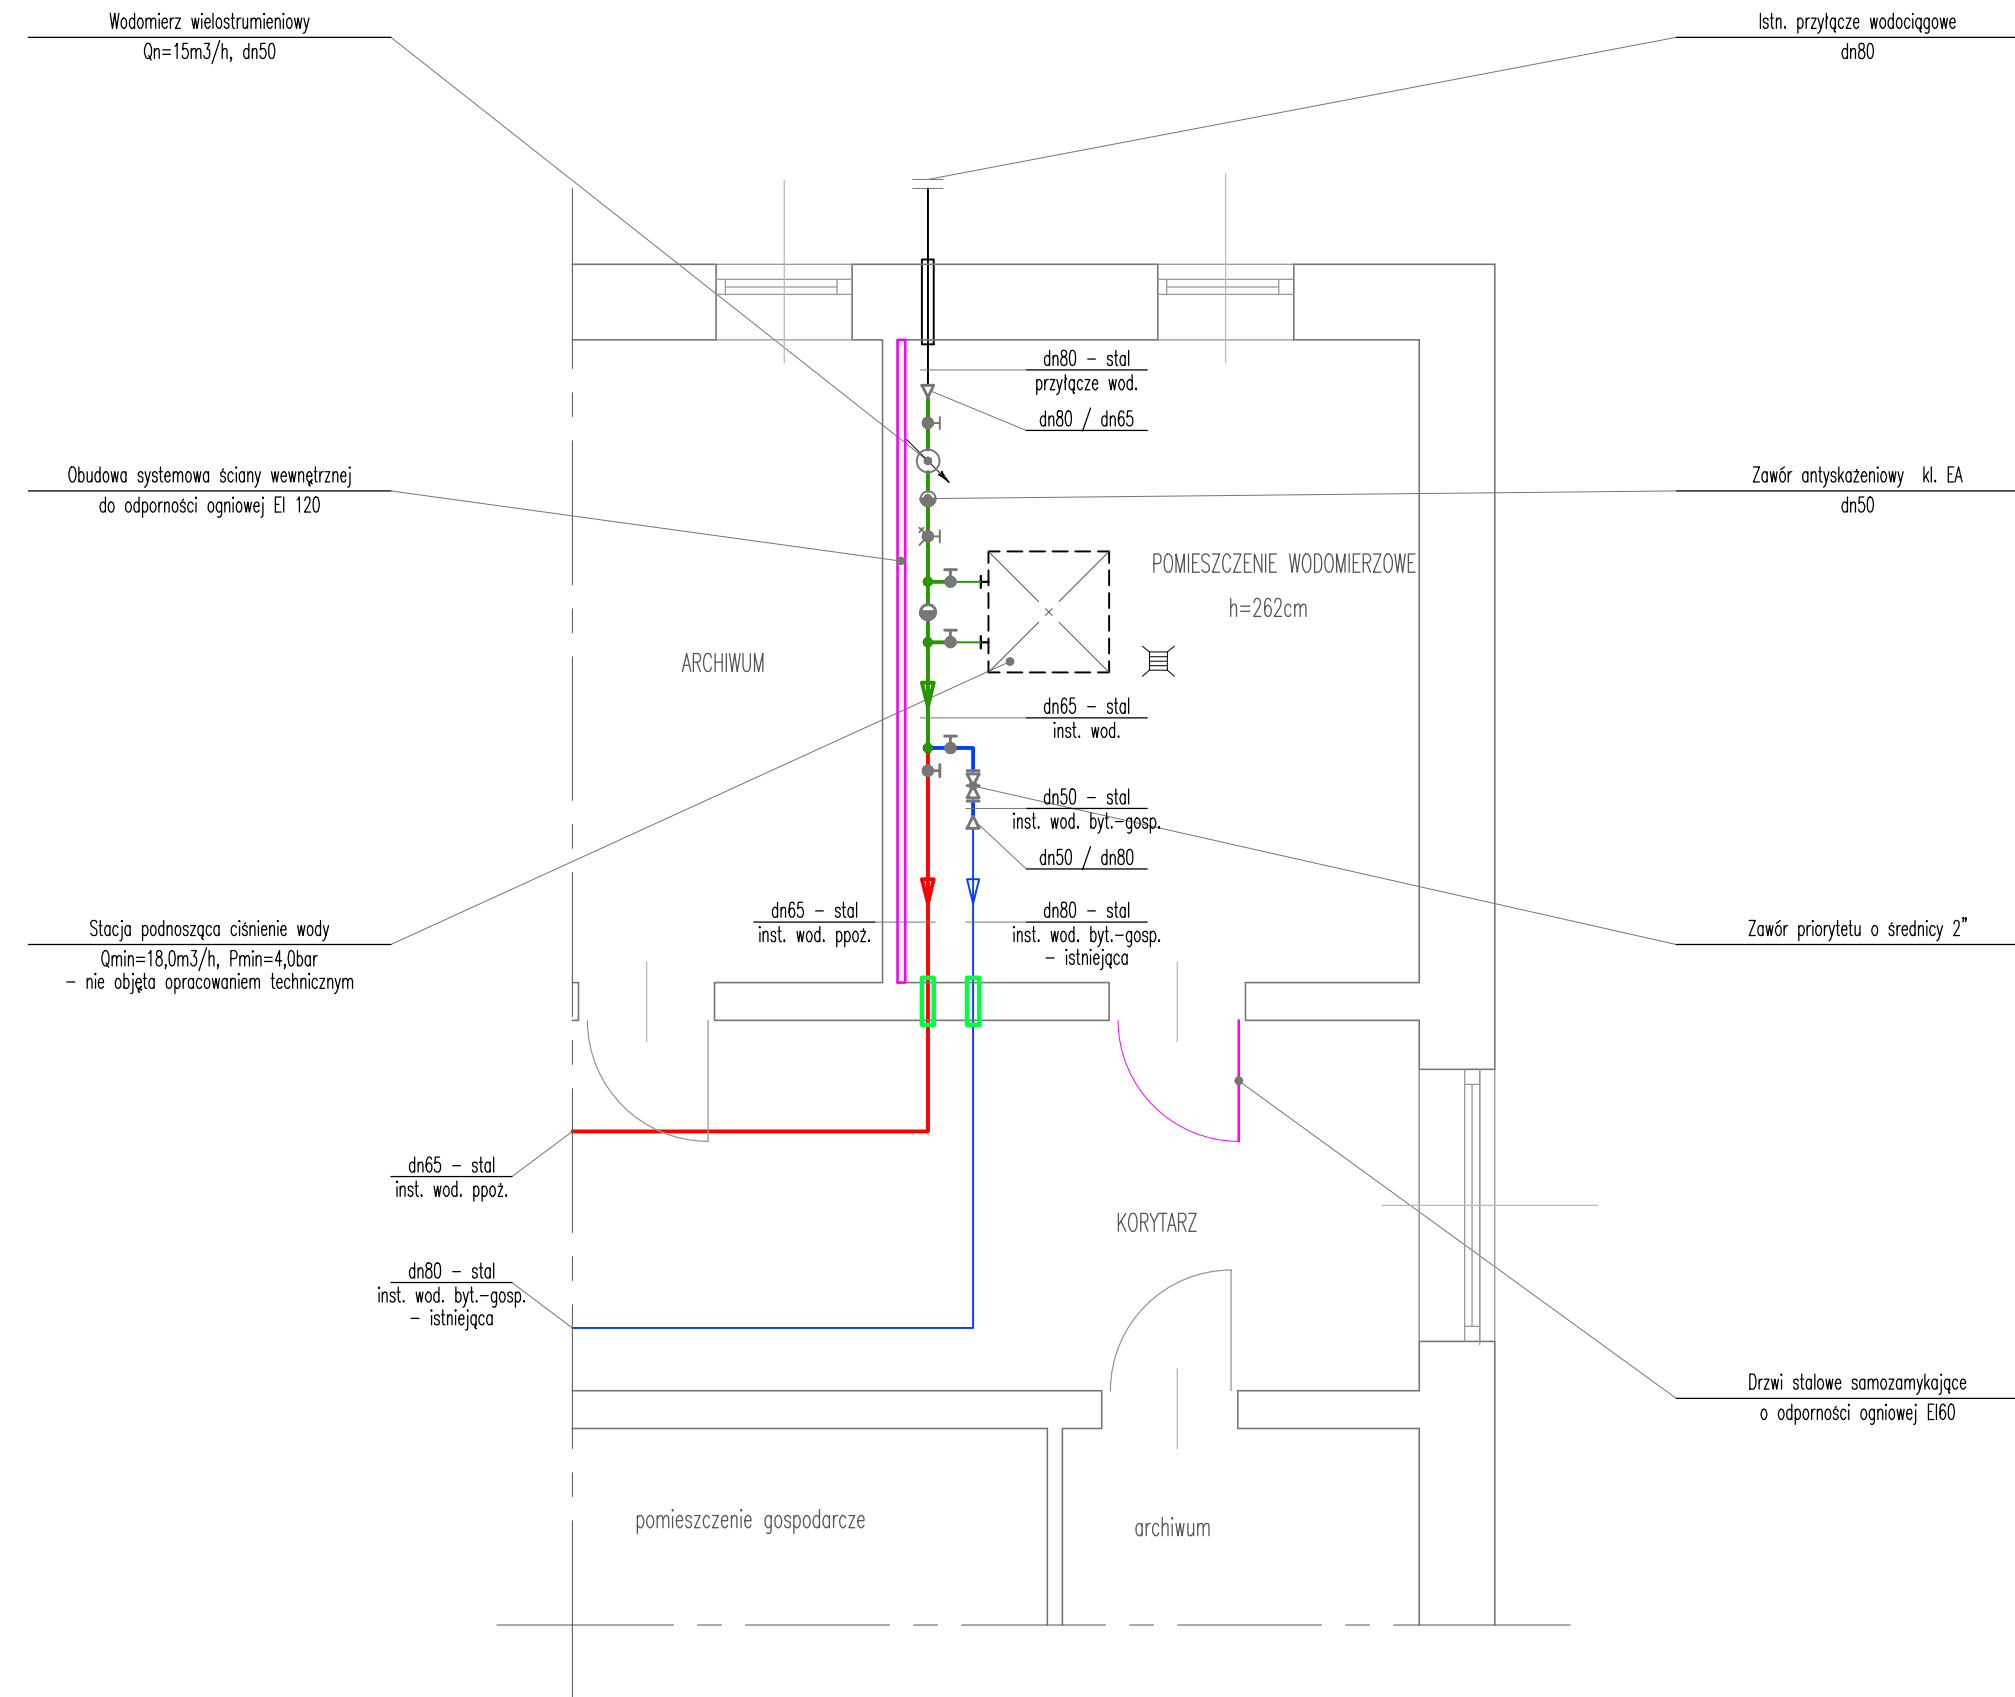 Wodomierz wielostrumieniowy
Qn=15m3/h, dn50
Istn. przyłącze wodociągowe
dn80
dn80 – stal
przyłącze wod.
dn80 / dn65
Obudowa systemowa ściany wewnętrznej
do odporności ogniowej EI 120
Zawór antyskażeniowy kl. EA
dn50
POMIESZCZENIE WODOMIERZOWE
h=262cm
ARCHIWUM
dn65 – stal
inst. wod.
dn50 – stal
inst. wod. byt.–gosp.
dn50 / dn80
dn65 – stal
inst. wod. ppoż.
dn80 – stal
inst. wod. byt.–gosp.
– istniejąca
Stacja podnosząca ciśnienie wody
Qmin=18,0m3/h, Pmin=4,0bar
– nie objęta opracowaniem technicznym
Zawór priorytetu o średnicy 2"
dn65 – stal
inst. wod. ppoż.
KORYTARZ
dn80 – stal
inst. wod. byt.–gosp.
– istniejąca
Drzwi stalowe samozamykające
o odporności ogniowej EI60
pomieszczenie gospodarcze
archiwum